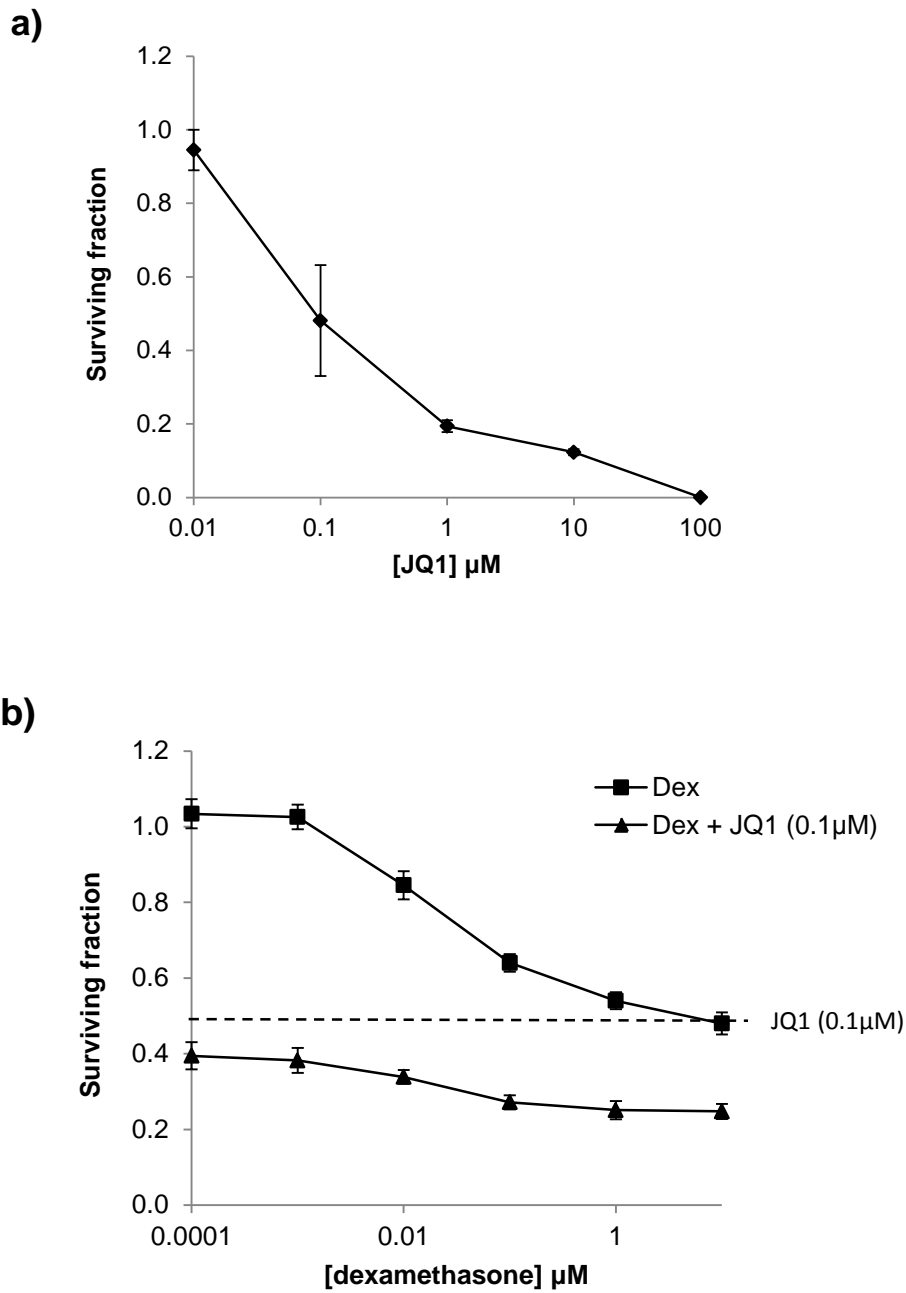 a)
1.2
1.0
0.8
0.6
0.4
0.2
0.0
Surviving fraction
0.01 0.1 1 10 100
[JQ1] µM
b)
1.2
1.0
0.8
0.6
0.4
0.2
0.0
Surviving fraction
Dex
Dex + JQ1 (0.1µM)
JQ1 (0.1µM)
0.0001 0.01 1
[dexamethasone] µM